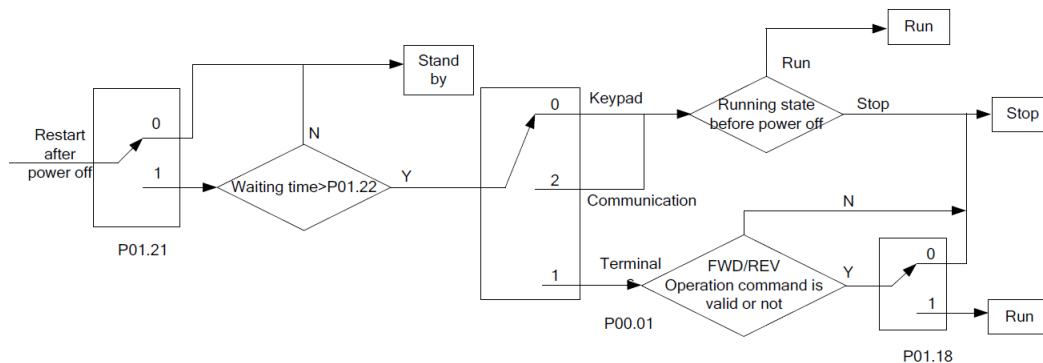 Run
Stand
by
Run
0
Keypad
Running state
before power off
Stop
Stop
Restart
after
power off
0
N
1
Waiting time>P01.22
Y
2
Communication
N
P01.21
Terminal
s
FWD/REV
Operation command is
valid or not
Y
0
1
1
Run
P00.01
P01.18